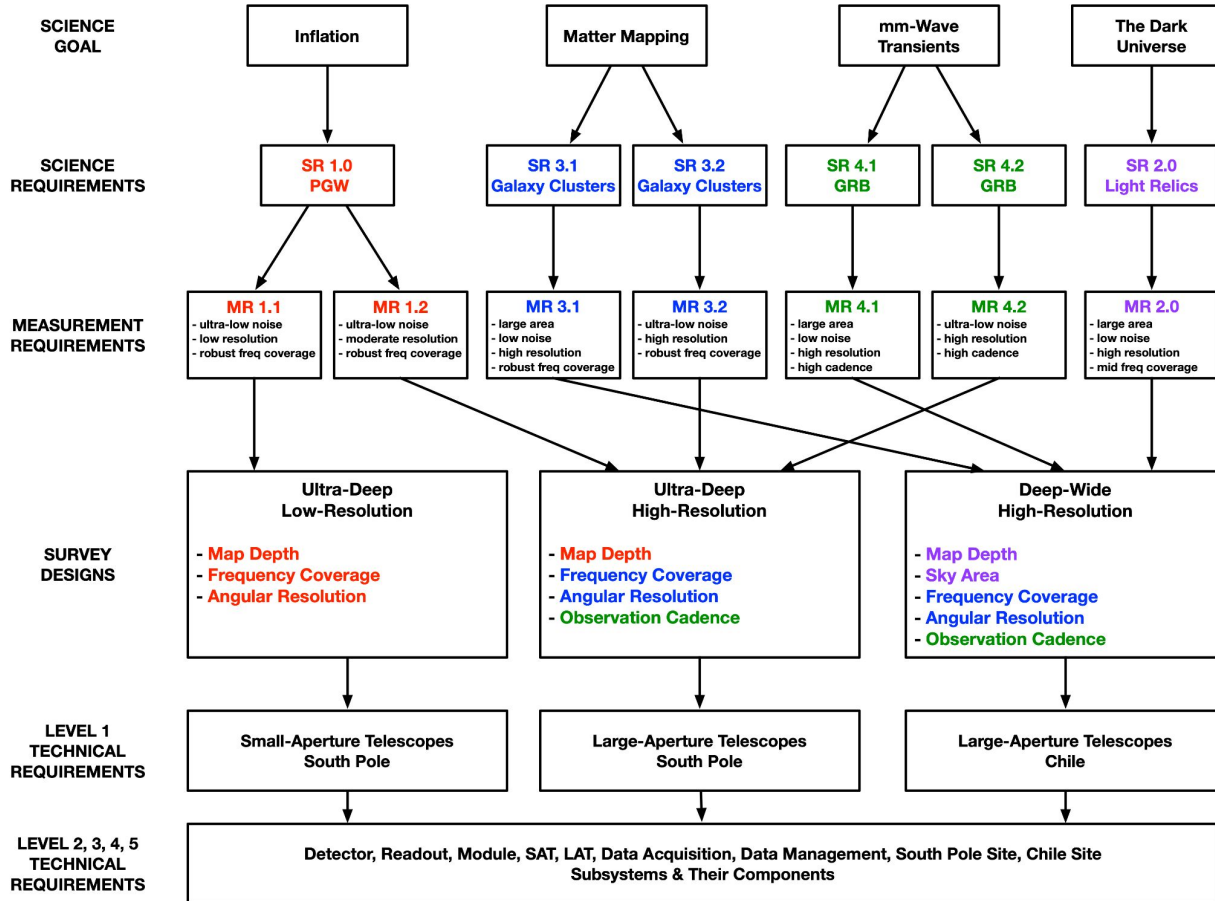 SCIENCE
GOAL
Inflation
Matter Mapping
mm-Wave
Transients
The Dark
Universe
SCIENCE
REQUIREMENTS
SR 1.0
PGW
SR 3.1
Galaxy Clusters
SR 3.2
Galaxy Clusters
SR 4.1
GRB
SR 4.2
GRB
SR 2.0
Light Relics
MEASUREMENT
REQUIREMENTS
MR 1.1
- ultra-low noise
- low resolution
- robust freq coverage
MR 1.2
- ultra-low noise
- moderate resolution
- robust freq coverage
MR 3.1
- large area
- low noise
- high resolution
- robust freq coverage
MR 3.2
- ultra-low noise
- high resolution
- robust freq coverage
MR 4.1
- large area
- low noise
- high resolution
- high cadence
MR 4.2
- ultra-low noise
- high resolution
- high cadence
MR 2.0
- large area
- low noise
- high resolution
- mid freq coverage
SURVEY
DESIGNS
Ultra-Deep
Low-Resolution
- Map Depth
- Frequency Coverage
- Angular Resolution
Ultra-Deep
High-Resolution
- Map Depth
- Frequency Coverage
- Angular Resolution
- Observation Cadence
Deep-Wide
High-Resolution
- Map Depth
- Sky Area
- Frequency Coverage
- Angular Resolution
- Observation Cadence
LEVEL 1
TECHNICAL
REQUIREMENTS
Small-Aperture Telescopes
South Pole
Large-Aperture Telescopes
South Pole
Large-Aperture Telescopes
Chile
LEVEL 2, 3, 4, 5
TECHNICAL
REQUIREMENTS
Detector, Readout, Module, SAT, LAT, Data Acquisition, Data Management, South Pole Site, Chile Site
Subsystems & Their Components